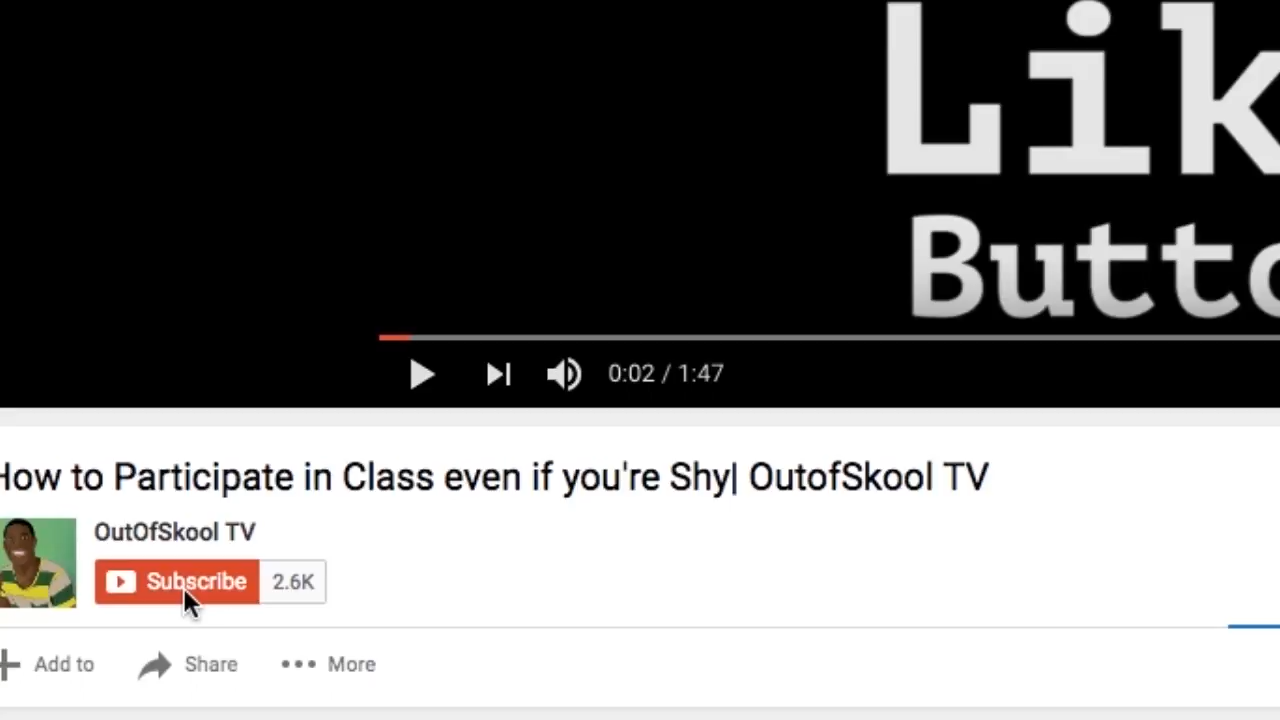 Lik
Butto
0:02 / 1:47
How to Participate in Class even if you're Shy| OutofSkool TV
OutOfSkool TV
Subscribe 2.6K
Add to Share More